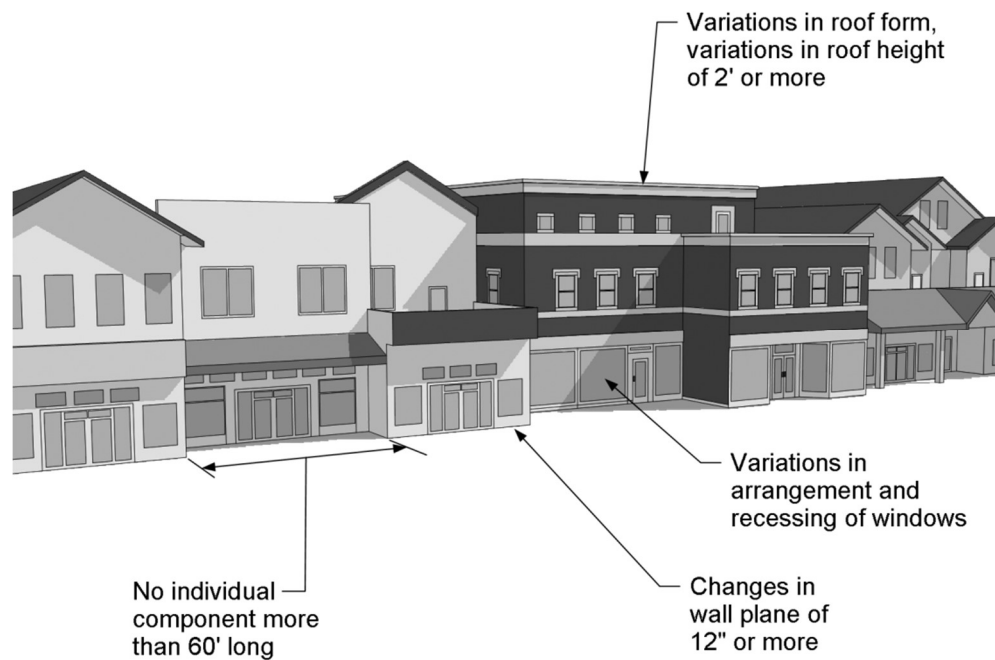 Variations in roof form,
variations in roof height
of 2' or more
Variations in
arrangement and
recessing of windows
No individual
component more
than 60' long
Changes in
wall plane of
12" or more